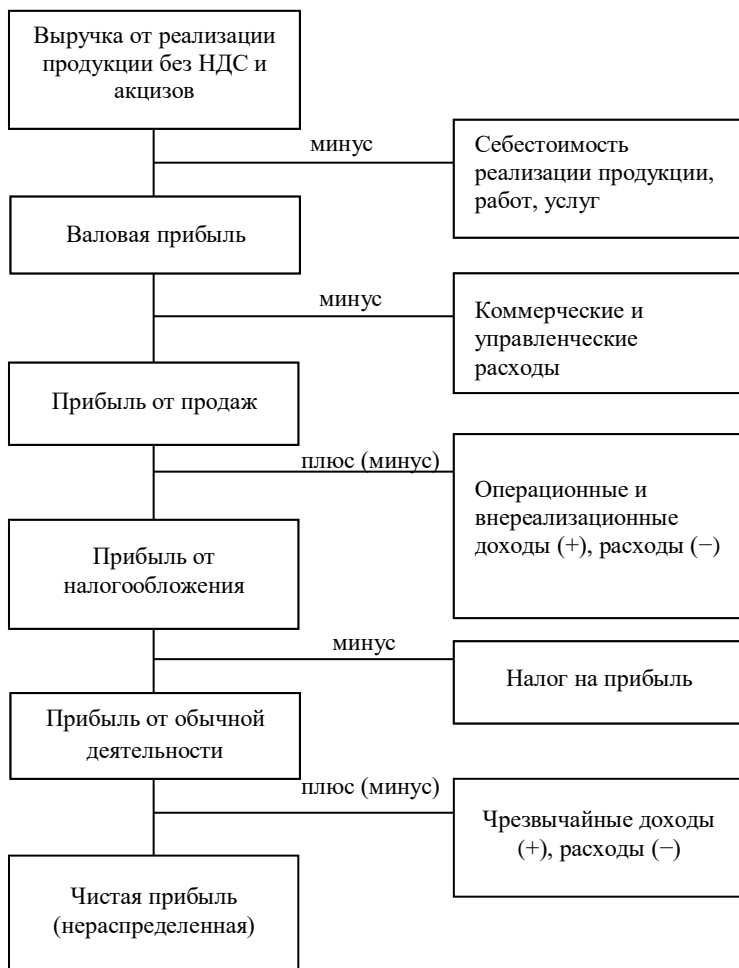 Выручка от реализации
продукции без НДС и
акцизов
минус
Себестоимость
реализации продукции,
работ, услуг
Валовая прибыль
минус
Коммерческие и
управленческие
расходы
Прибыль от продаж
плюс (минус)
Операционные и
внереализационные
доходы (+), расходы (−)
Прибыль от
налогообложения
минус
Налог на прибыль
Прибыль от обычной
деятельности
плюс (минус)
Чрезвычайные доходы
(+), расходы (−)
Чистая прибыль
(нераспределенная)